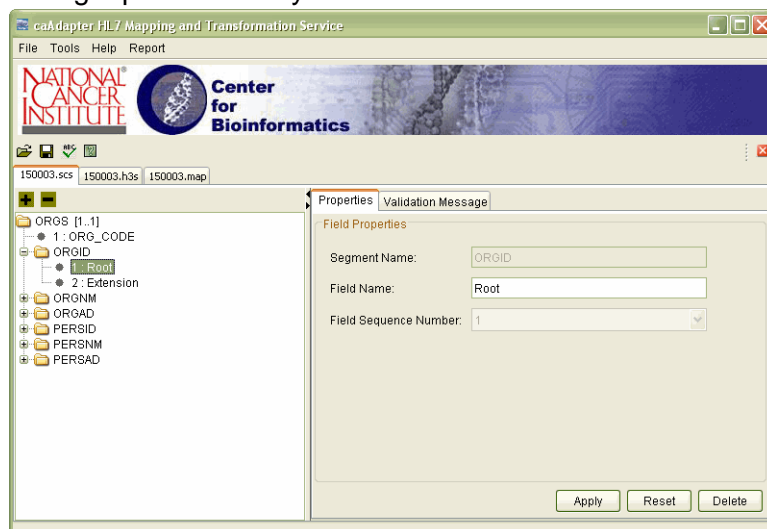 caAdapter HL7 Mapping and Transformation Service
File Tools Help Report
NATIONAL
CANCER
INSTITUTE
Center
for
Bioinformatics
150003.scs 150003.h3s 150003.map
Properties Validation Message
ORGS [1..1]
1 : ORG_CODE
ORGID
1 : Root
2 : Extension
ORGNM
ORGAD
PERSID
PERSNM
PERSAD
Field Properties
Segment Name: ORGID
Field Name: Root
Field Sequence Number: 1
Apply Reset Delete